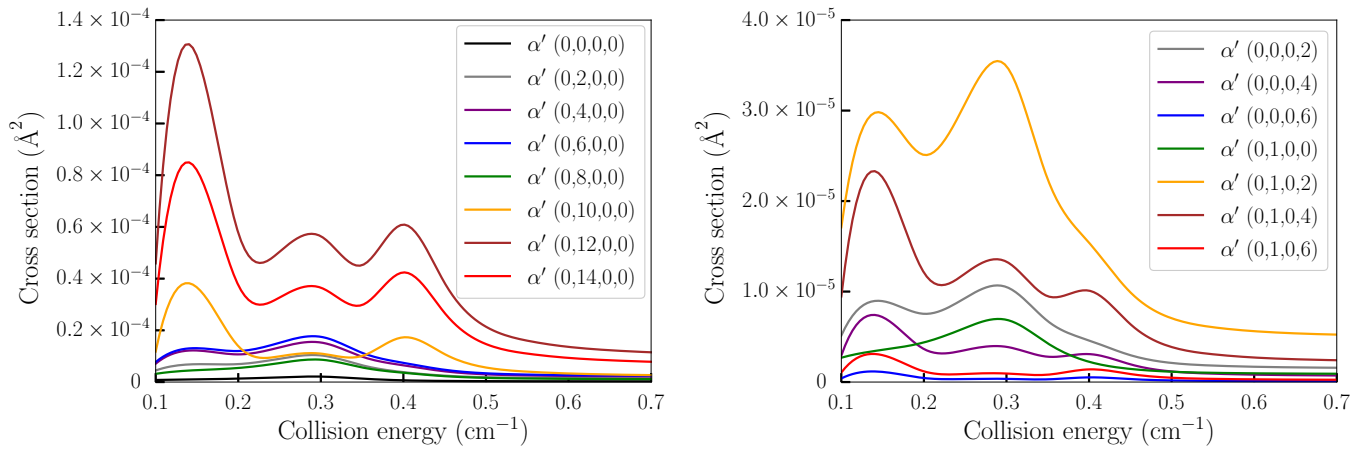 1.4 × 10⁻⁴
1.2 × 10⁻⁴
1.0 × 10⁻⁴
0.8 × 10⁻⁴
0.6 × 10⁻⁴
0.4 × 10⁻⁴
0.2 × 10⁻⁴
0
Cross section (Å²)
0.1 0.2 0.3 0.4 0.5 0.6 0.7
Collision energy (cm⁻¹)
α′ (0,0,0,0)
α′ (0,2,0,0)
α′ (0,4,0,0)
α′ (0,6,0,0)
α′ (0,8,0,0)
α′ (0,10,0,0)
α′ (0,12,0,0)
α′ (0,14,0,0)
4.0 × 10⁻⁵
3.0 × 10⁻⁵
2.0 × 10⁻⁵
1.0 × 10⁻⁵
0
Cross section (Å²)
0.1 0.2 0.3 0.4 0.5 0.6 0.7
Collision energy (cm⁻¹)
α′ (0,0,0,2)
α′ (0,0,0,4)
α′ (0,0,0,6)
α′ (0,1,0,0)
α′ (0,1,0,2)
α′ (0,1,0,4)
α′ (0,1,0,6)